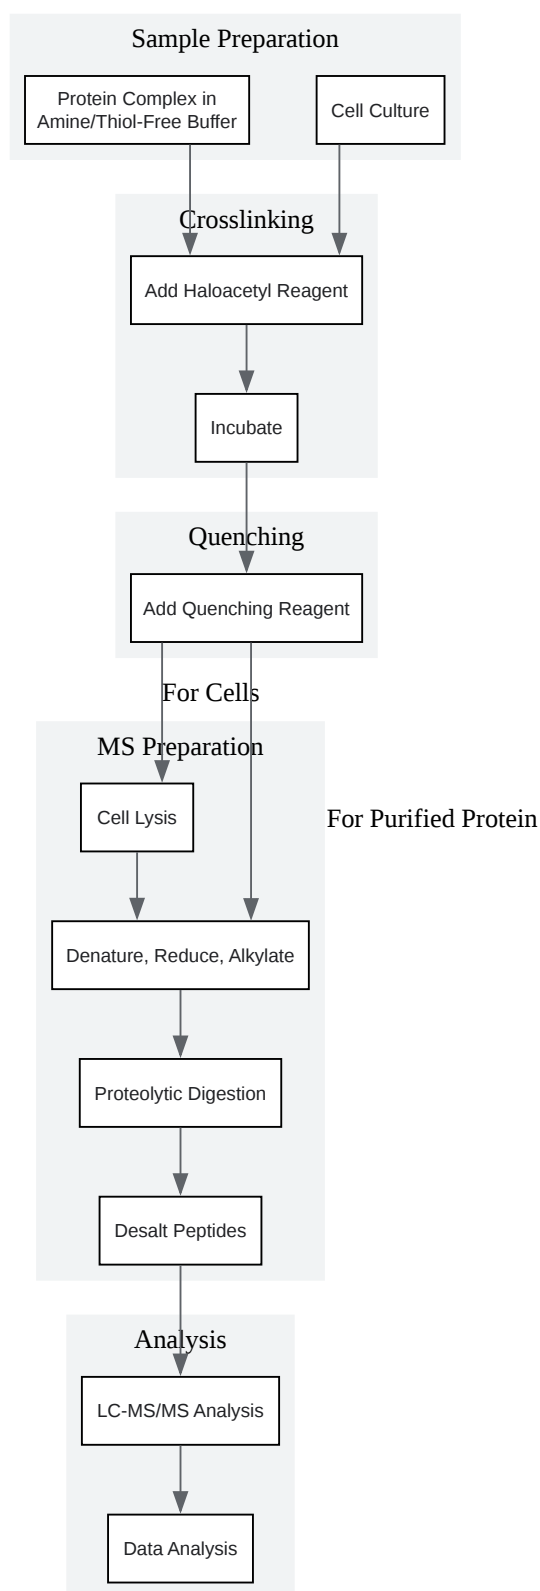 Sample Preparation
Protein Complex in
Amine/Thiol-Free Buffer
Cell Culture
Crosslinking
Add Haloacetyl Reagent
Incubate
Quenching
Add Quenching Reagent
For Cells
MS Preparation
Cell Lysis
For Purified Protein
Denature, Reduce, Alkylate
Proteolytic Digestion
Desalt Peptides
Analysis
LC-MS/MS Analysis
Data Analysis